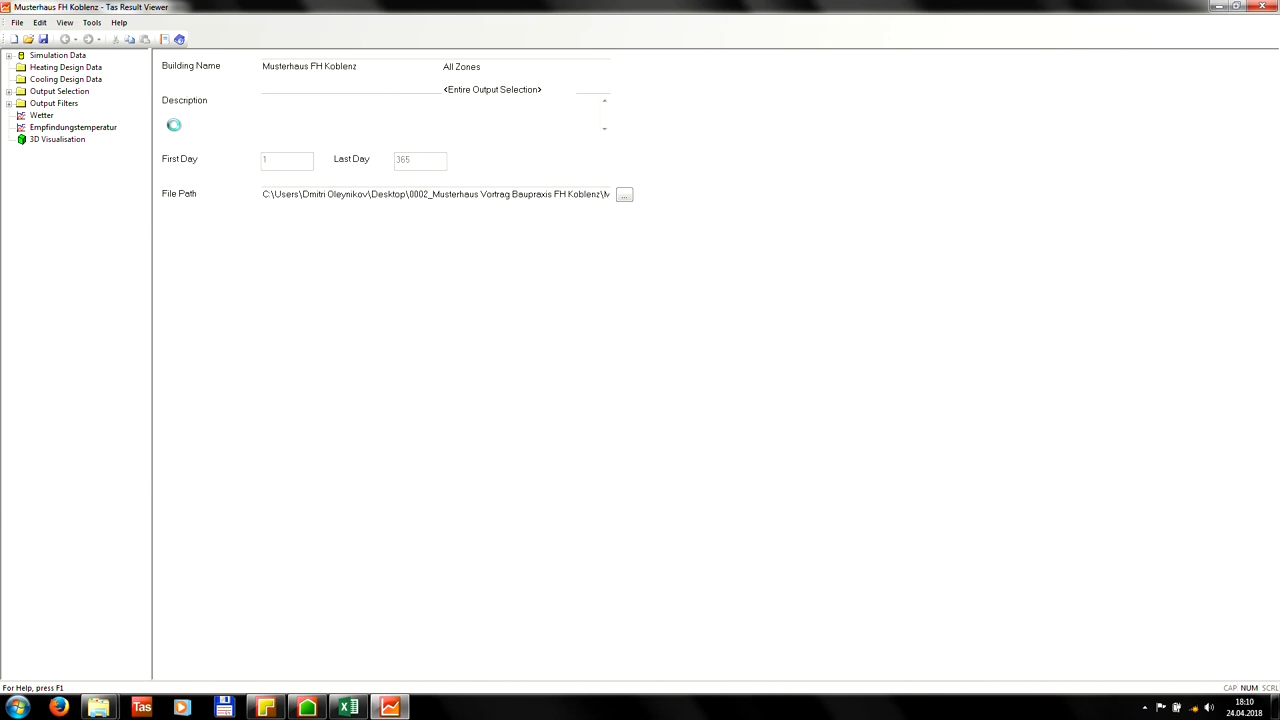 Musterhaus FH Koblenz - Tas Result Viewer
File Edit View Tools Help
Simulation Data
Heating Design Data
Cooling Design Data
Output Selection
Output Filters
Wetter
Empfindungstemperatur
3D Visualisation
Building Name Musterhaus FH Koblenz All Zones
<Entire Output Selection>
Description
First Day 1 Last Day 365
File Path C:\Users\Dmitri Oleynikov\Desktop\0002_Musterhaus Vortrag Baupraxis FH Koblenz\M ...
For Help, press F1 CAP NUM SCRL
Tas
18:10
24.04.2018